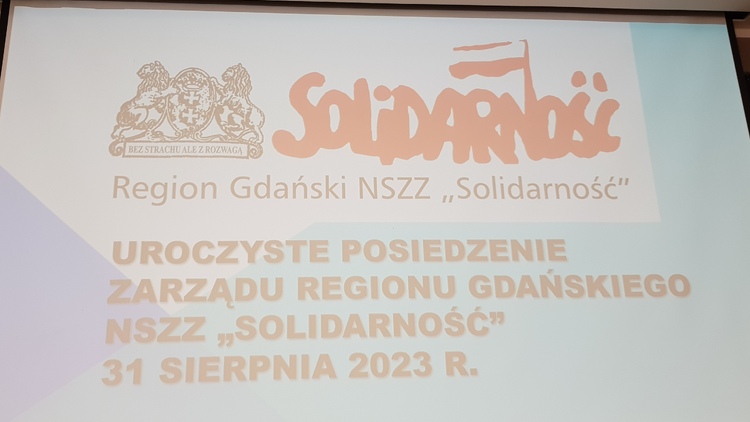 BEZ STRACHU ALE Z ROZWAGĄ
SOLiDARNOŚĆ
Region Gdański NSZZ „Solidarność”
UROCZYSTE POSIEDZENIE
ZARZĄDU REGIONU GDAŃSKIEGO
NSZZ „SOLIDARNOŚĆ”
31 SIERPNIA 2023 R.